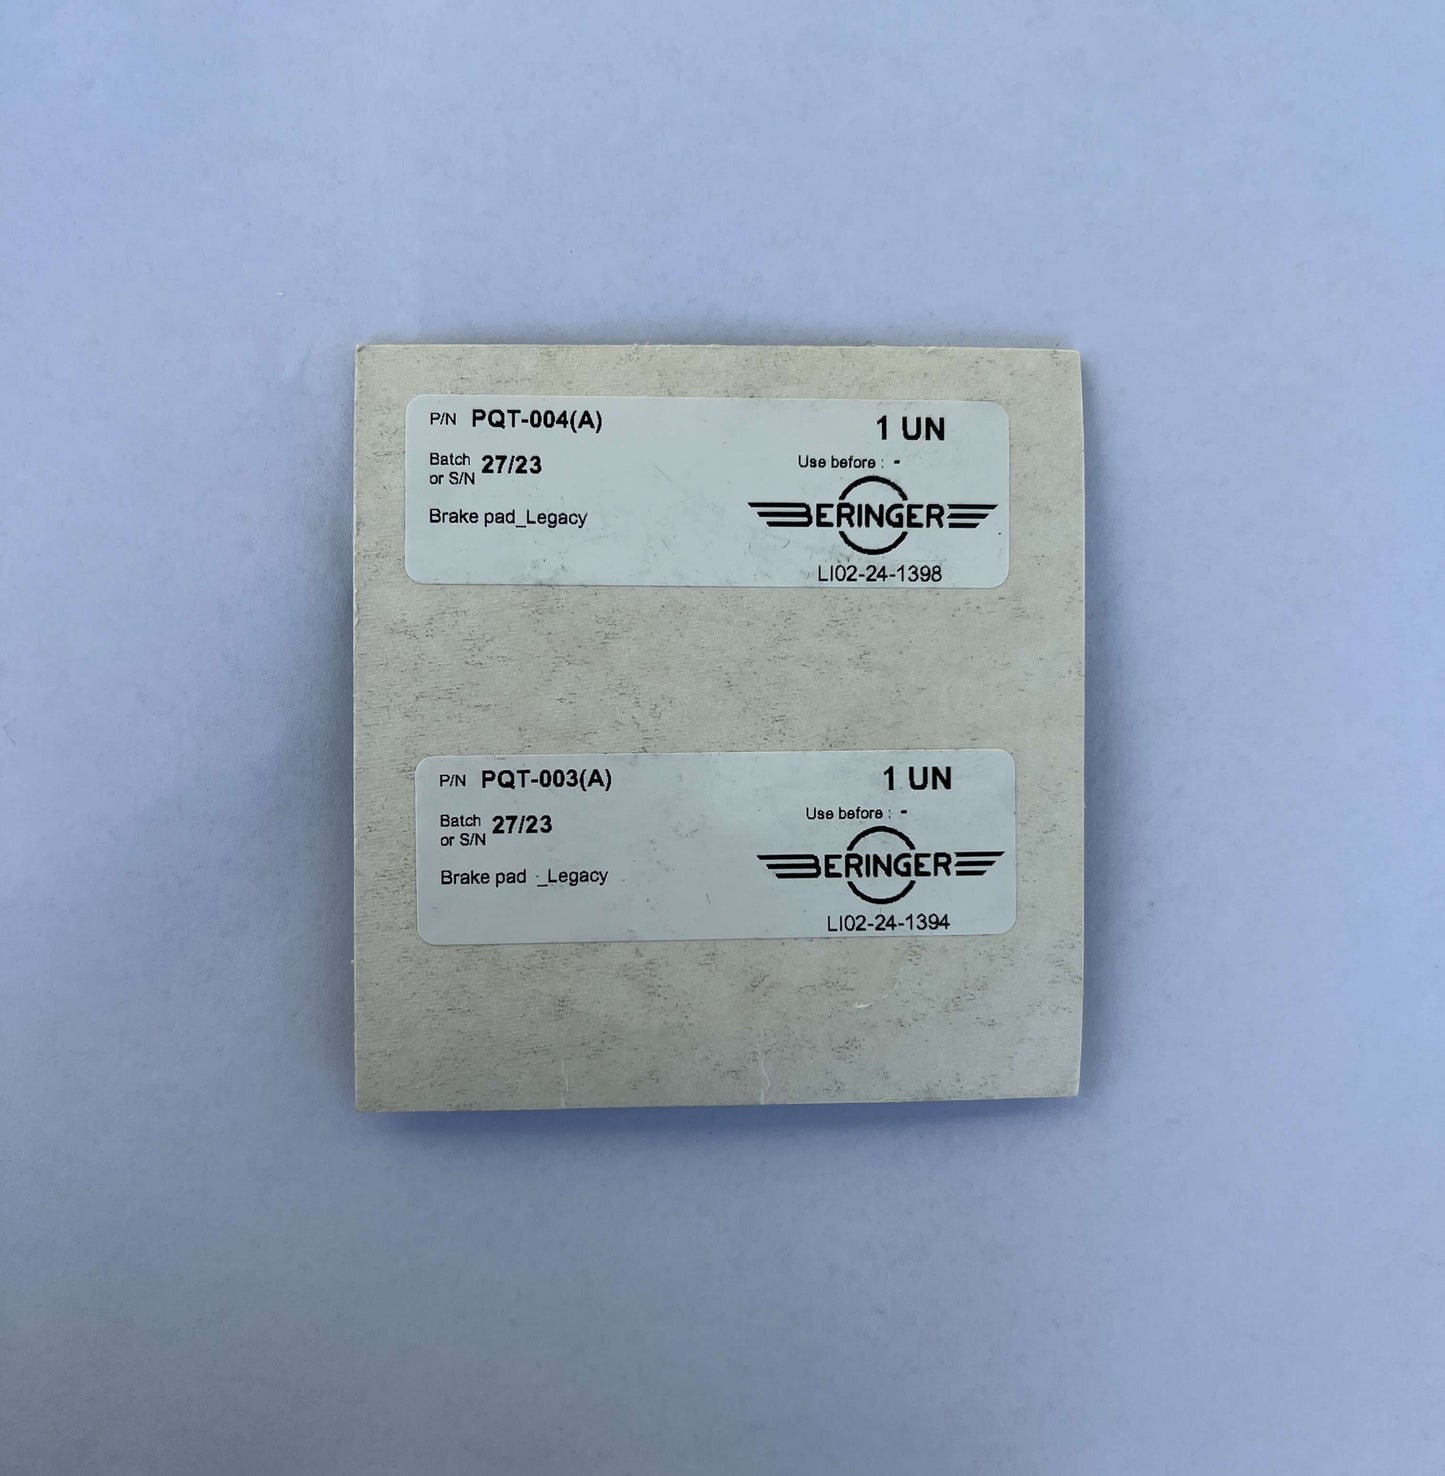 P/N PQT-004(A) 1 UN
Batch or S/N 27/23 Use before : -
Brake pad_Legacy BERINGER
LI02-24-1398
P/N PQT-003(A) 1 UN
Batch or S/N 27/23 Use before : -
Brake pad _Legacy BERINGER
LI02-24-1394